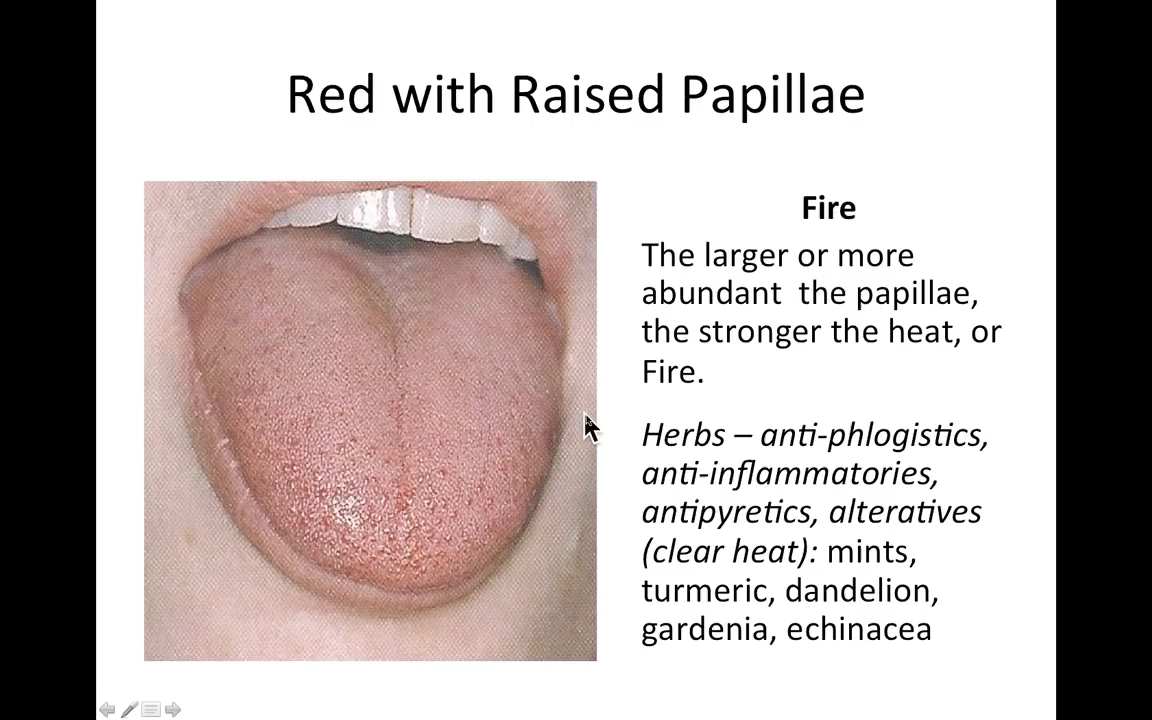 Red with Raised Papillae
Fire
The larger or more
abundant  the papillae,
the stronger the heat, or
Fire.
Herbs – anti-phlogistics,
anti-inflammatories,
antipyretics, alteratives
(clear heat): mints,
turmeric, dandelion,
gardenia, echinacea